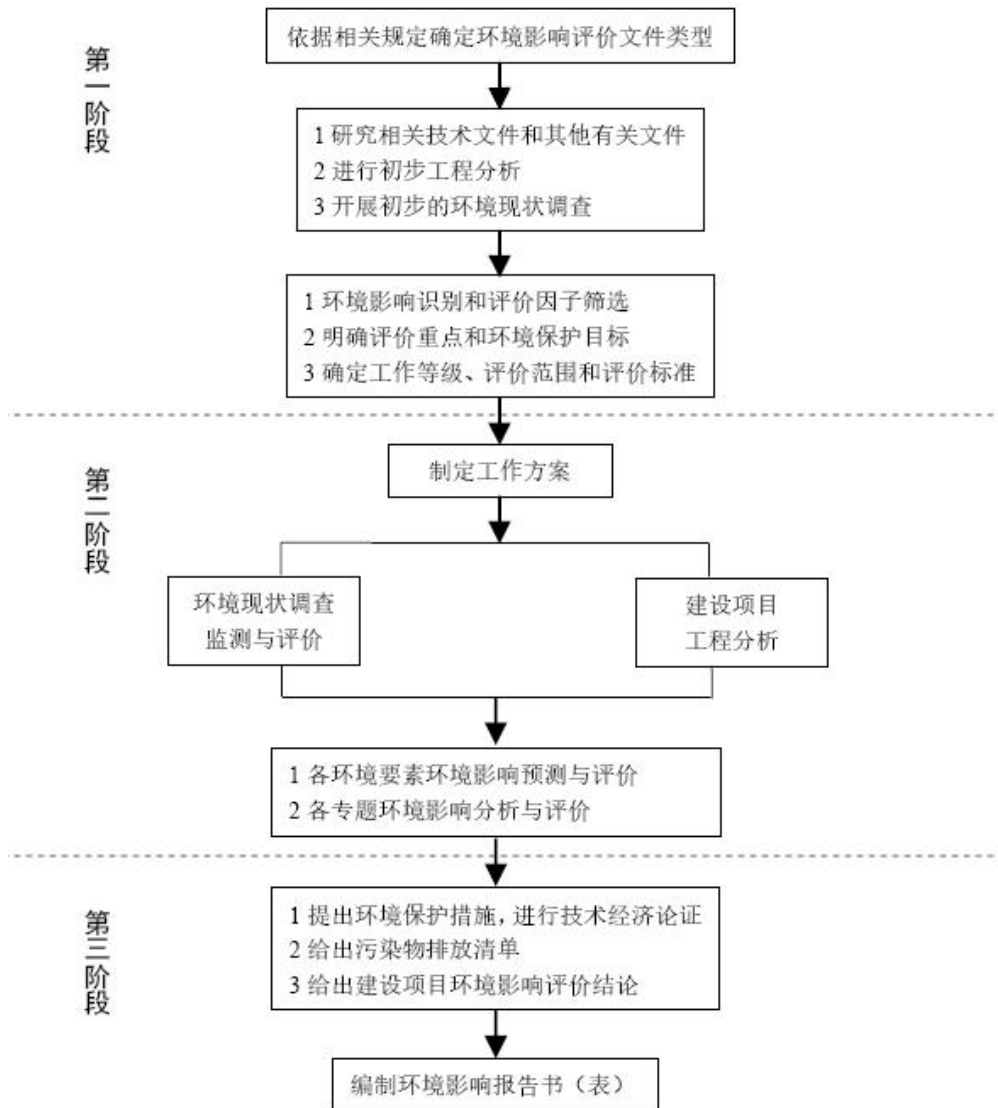 第一阶段
依据相关规定确定环境影响评价文件类型
1 研究相关技术文件和其他有关文件
2 进行初步工程分析
3 开展初步的环境现状调查
1 环境影响识别和评价因子筛选
2 明确评价重点和环境保护目标
3 确定工作等级、评价范围和评价标准
第二阶段
制定工作方案
环境现状调查
监测与评价
建设项目
工程分析
1 各环境要素环境影响预测与评价
2 各专题环境影响分析与评价
第三阶段
1 提出环境保护措施,进行技术经济论证
2 给出污染物排放清单
3 给出建设项目环境影响评价结论
编制环境影响报告书（表）